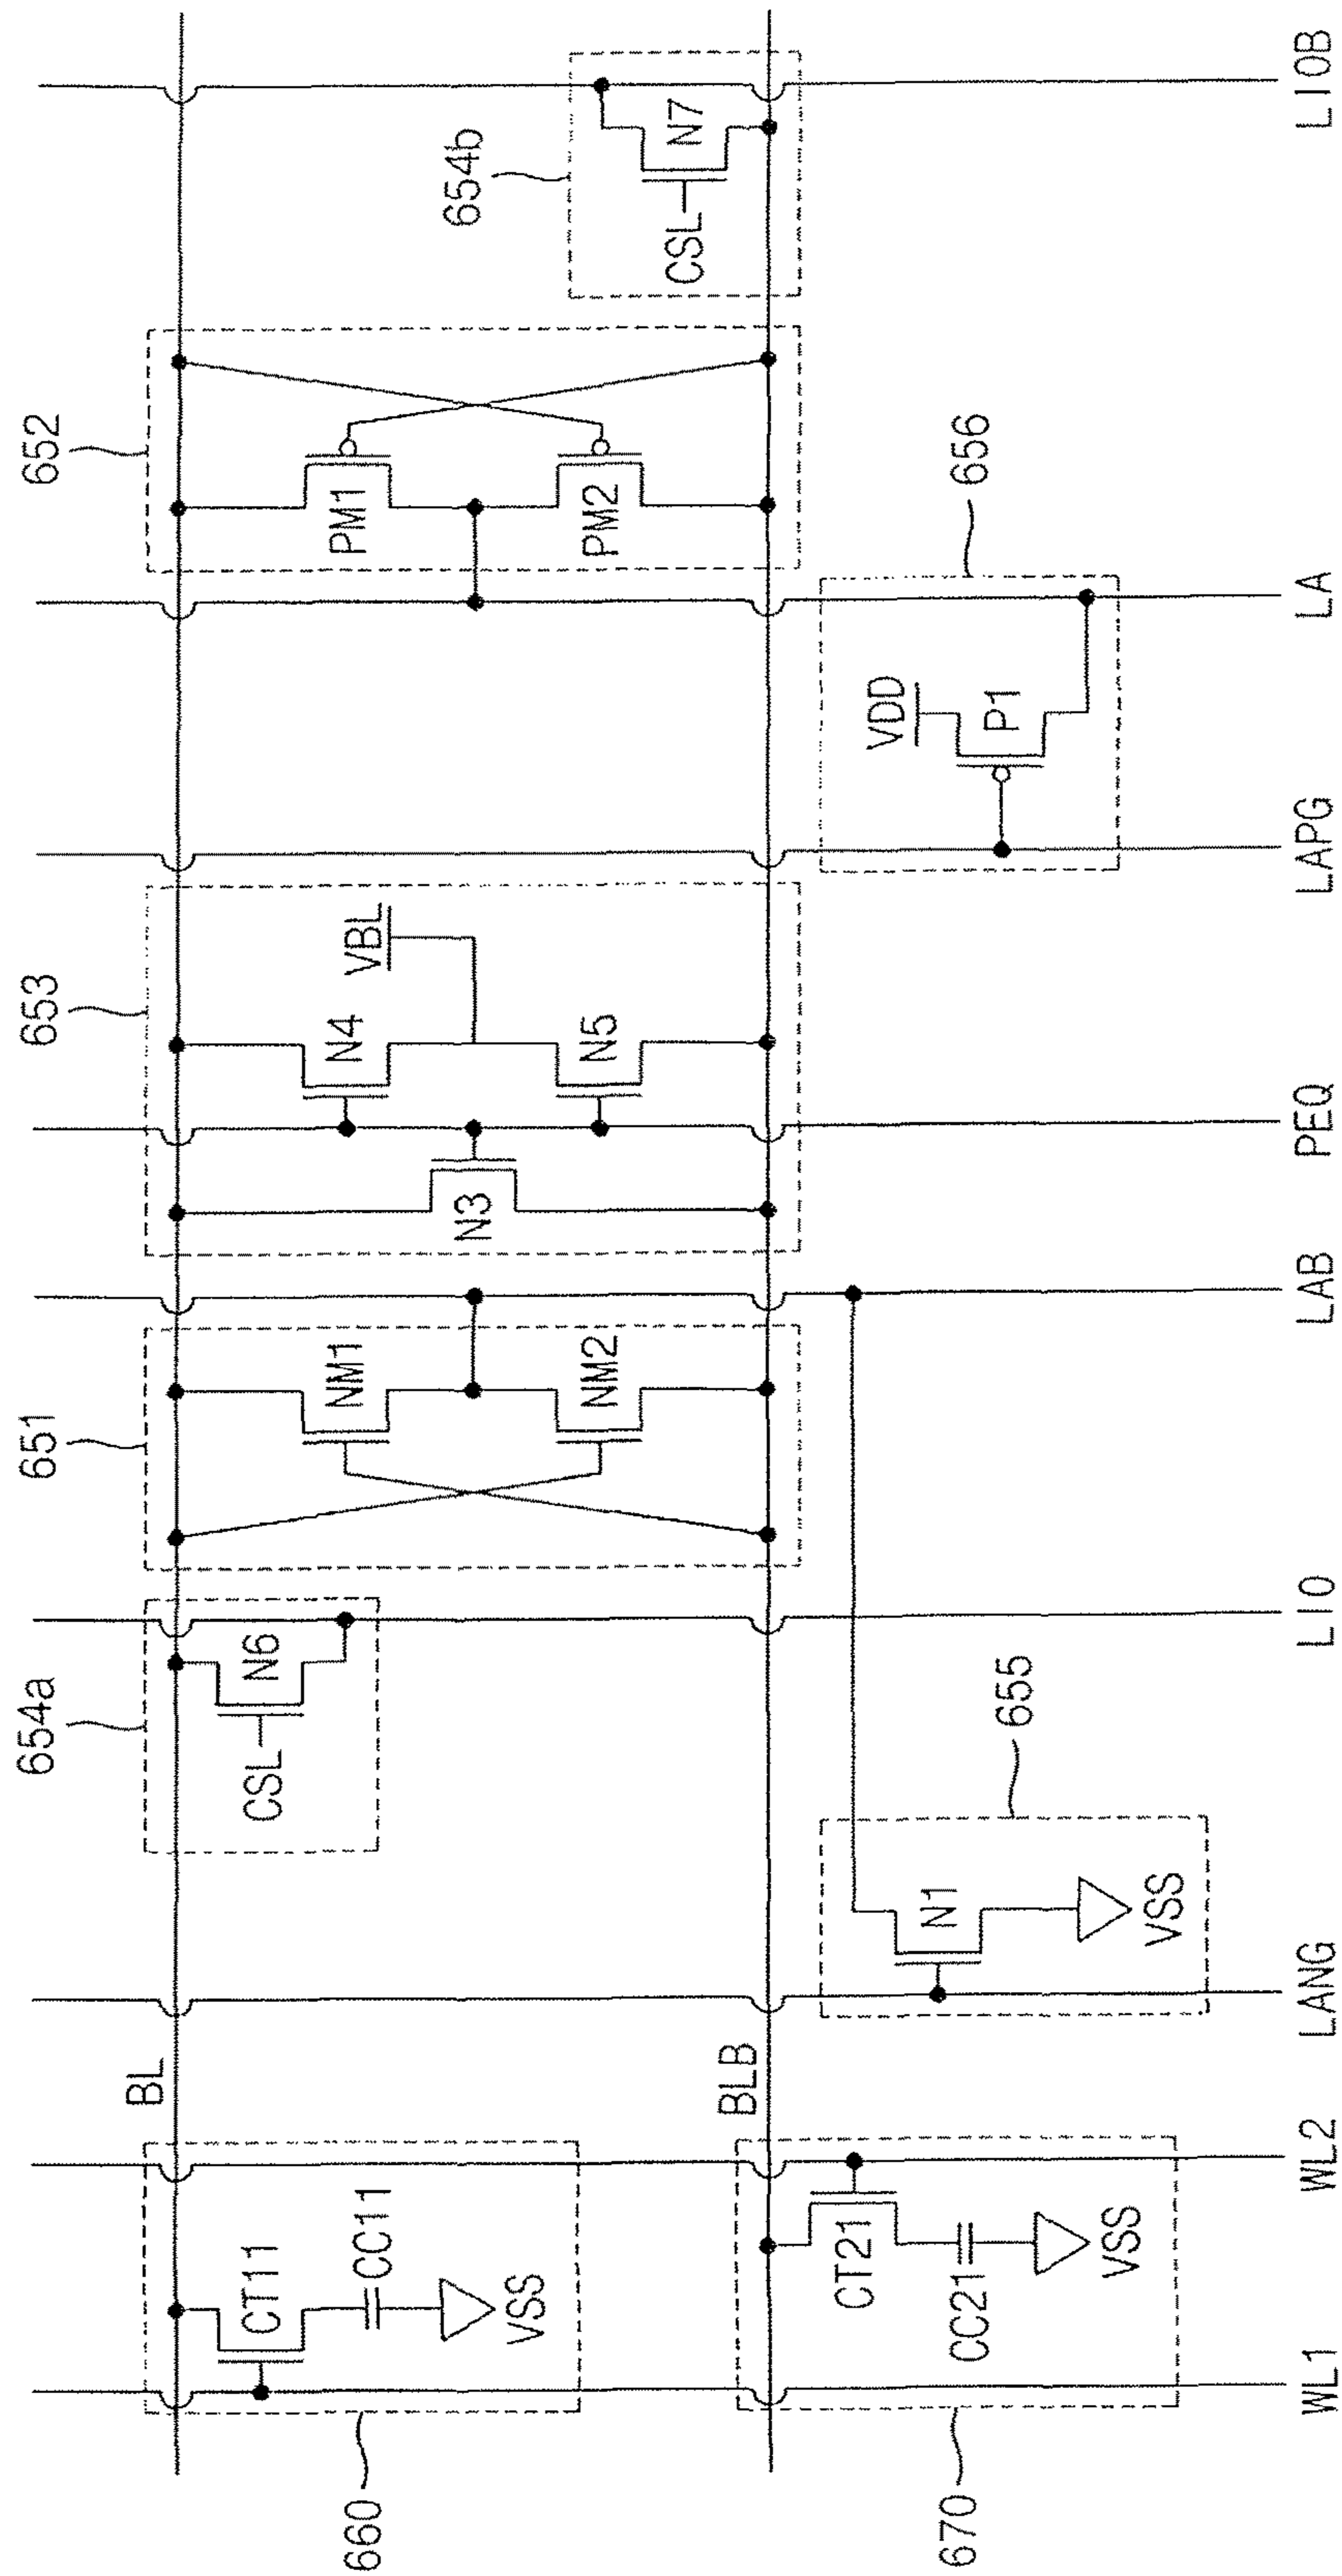 654a
651
653
652
654b
BL
CSL
N6
NM1
NM2
N3
N4
N5
VBL
PM1
PM2
CSL
N7
660
CT11
CC11
VSS
BLB
670
CT21
CC21
VSS
655
N1
VSS
656
VDD
P1
WL1
WL2
LANG
LIO
LAB
PEQ
LAPG
LA
LIOB